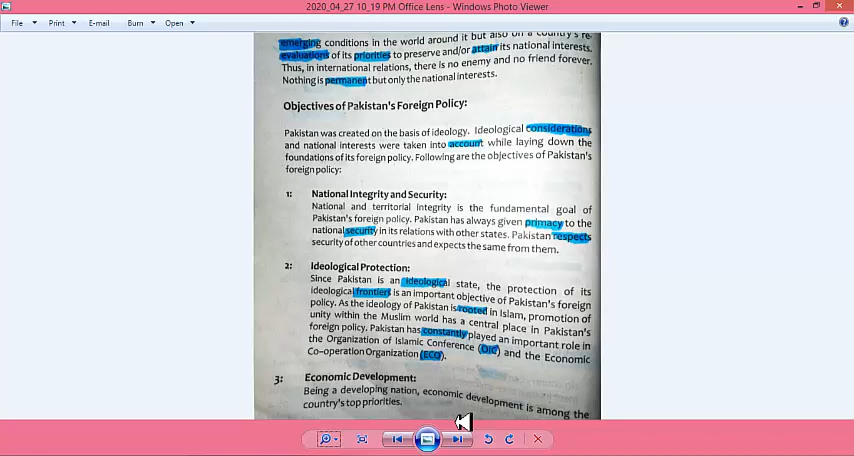 2020_04_27 10_19 PM Office Lens - Windows Photo Viewer
File Print E-mail Burn Open
emerging conditions in the world around it but also on a country's re-
evaluations of its priorities to preserve and/or attain its national interests.
Thus, in international relations, there is no enemy and no friend forever.
Nothing is permanent but only the national interests.
Objectives of Pakistan's Foreign Policy:
Pakistan was created on the basis of ideology. Ideological considerations
and national interests were taken into account while laying down the
foundations of its foreign policy. Following are the objectives of Pakistan's
foreign policy:
1: National Integrity and Security:
National and territorial integrity is the fundamental goal of
Pakistan's foreign policy. Pakistan has always given primacy to the
national security in its relations with other states. Pakistan respects
security of other countries and expects the same from them.
2: Ideological Protection:
Since Pakistan is an ideological state, the protection of its
ideological frontiers is an important objective of Pakistan's foreign
policy. As the ideology of Pakistan is rooted in Islam, promotion of
unity within the Muslim world has a central place in Pakistan's
foreign policy. Pakistan has constantly played an important role in
the Organization of Islamic Conference (OIC) and the Economic
Co-operation Organization (ECO).
3: Economic Development:
Being a developing nation, economic development is among the
country's top priorities.